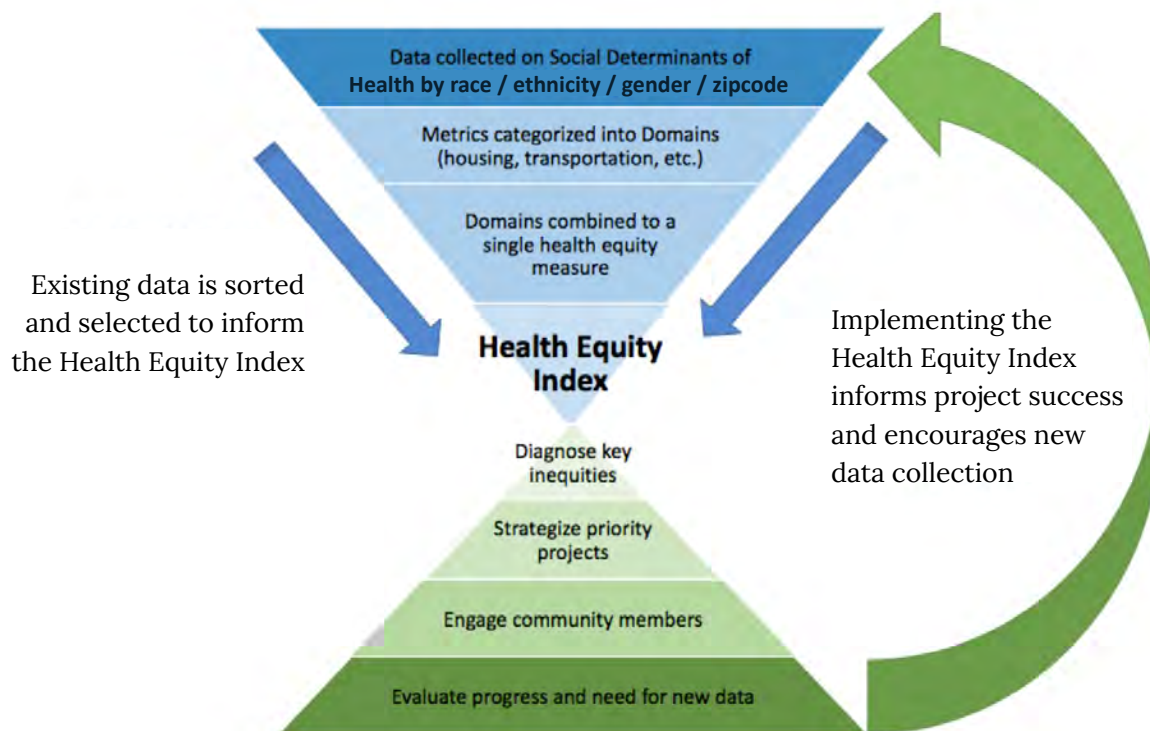 Data collected on Social Determinants of
Health by race / ethnicity / gender / zipcode
Metrics categorized into Domains
(housing, transportation, etc.)
Domains combined to a
single health equity
measure
Existing data is sorted
and selected to inform
the Health Equity Index
Health Equity
Index
Implementing the
Health Equity Index
informs project success
and encourages new
data collection
Diagnose key
inequities
Strategize priority
projects
Engage community members
Evaluate progress and need for new data